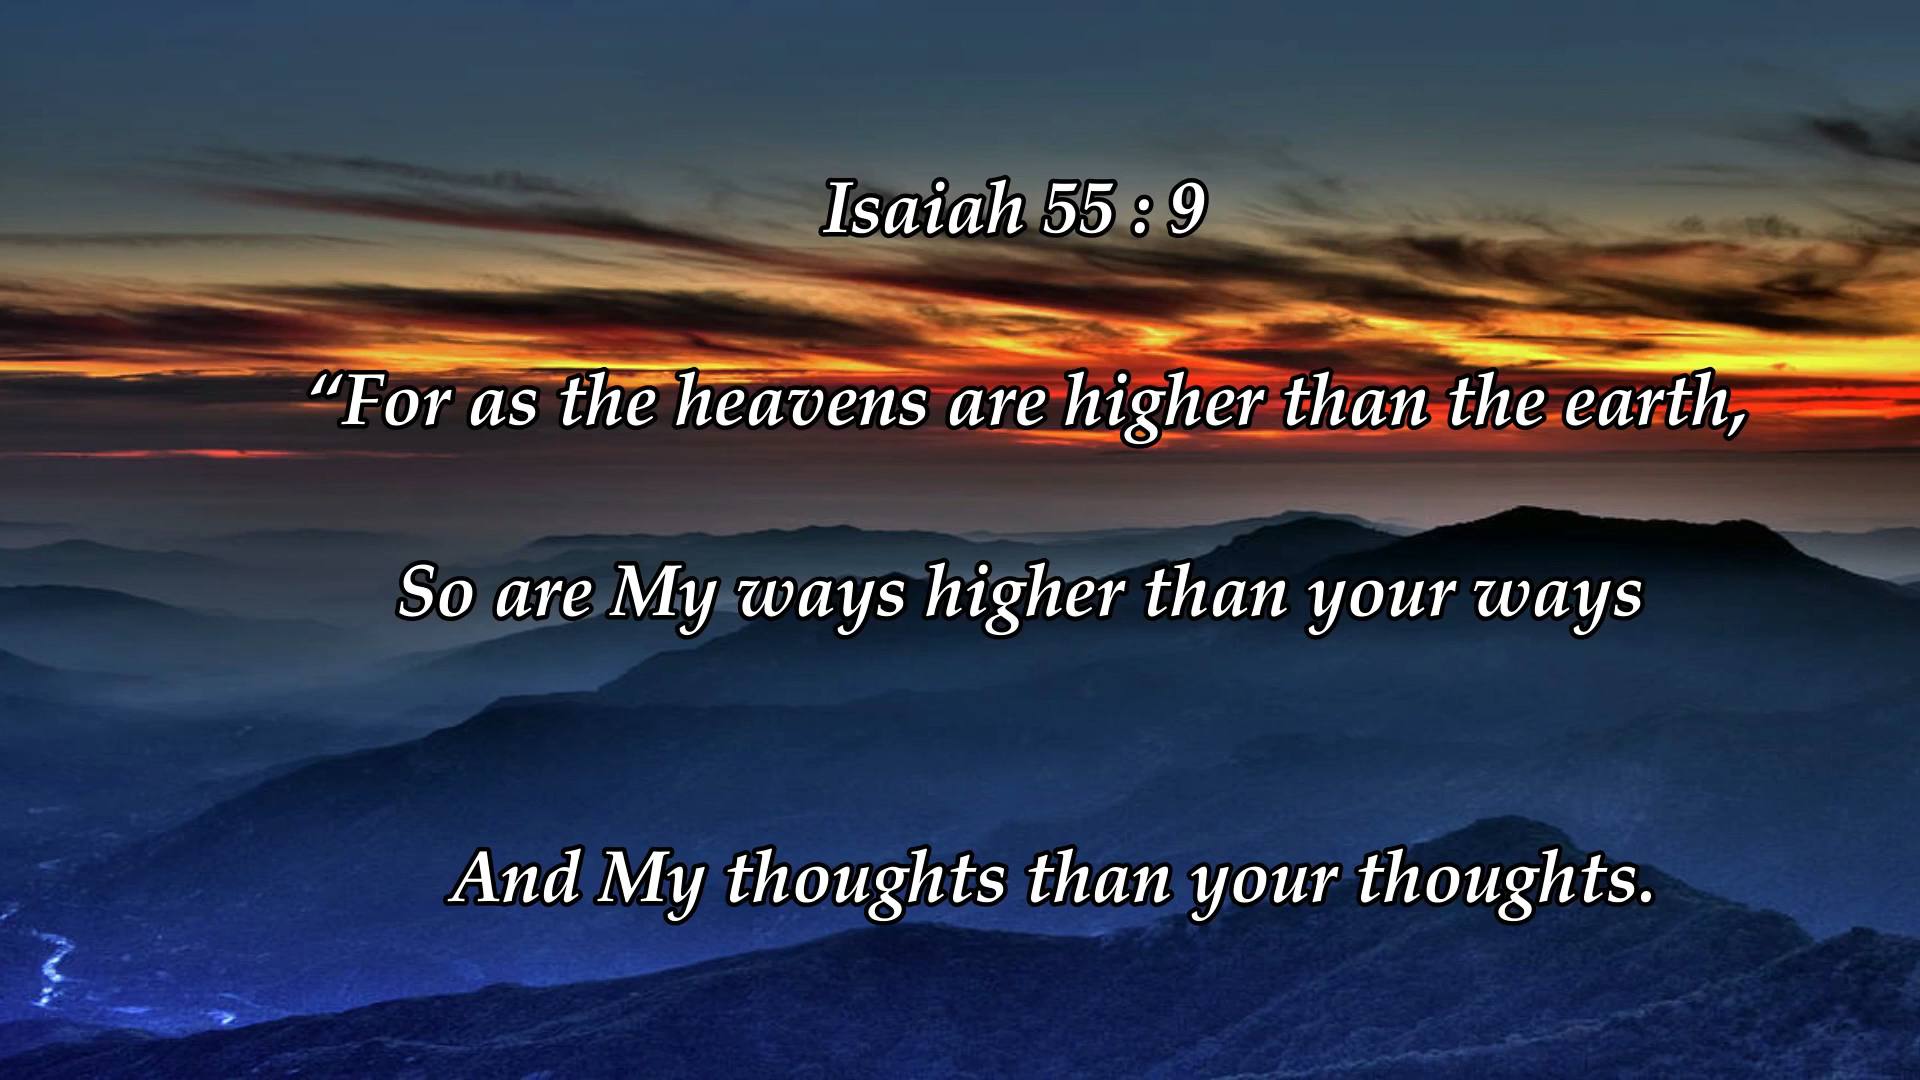 Isaiah 55 : 9
“For as the heavens are higher than the earth,
So are My ways higher than your ways
And My thoughts than your thoughts.